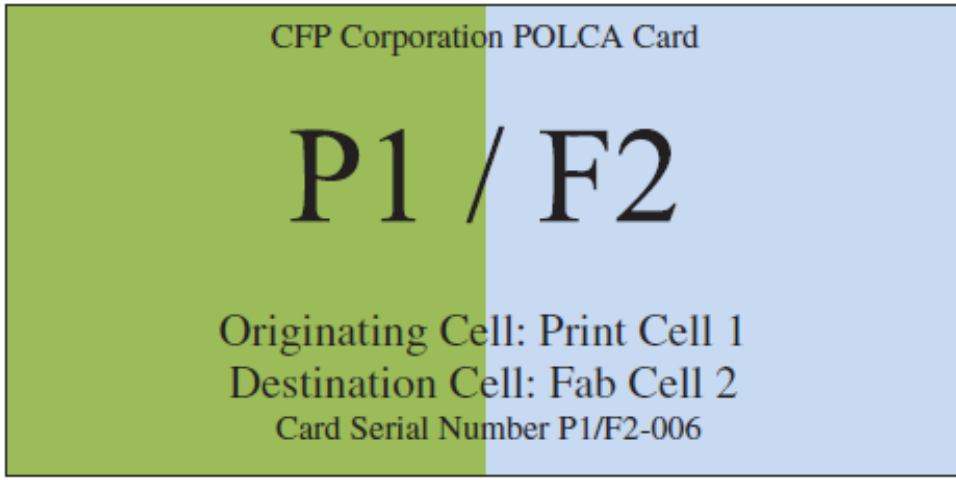 CFP Corporation POLCA Card
P1 / F2
Originating Cell: Print Cell 1
Destination Cell: Fab Cell 2
Card Serial Number P1/F2-006